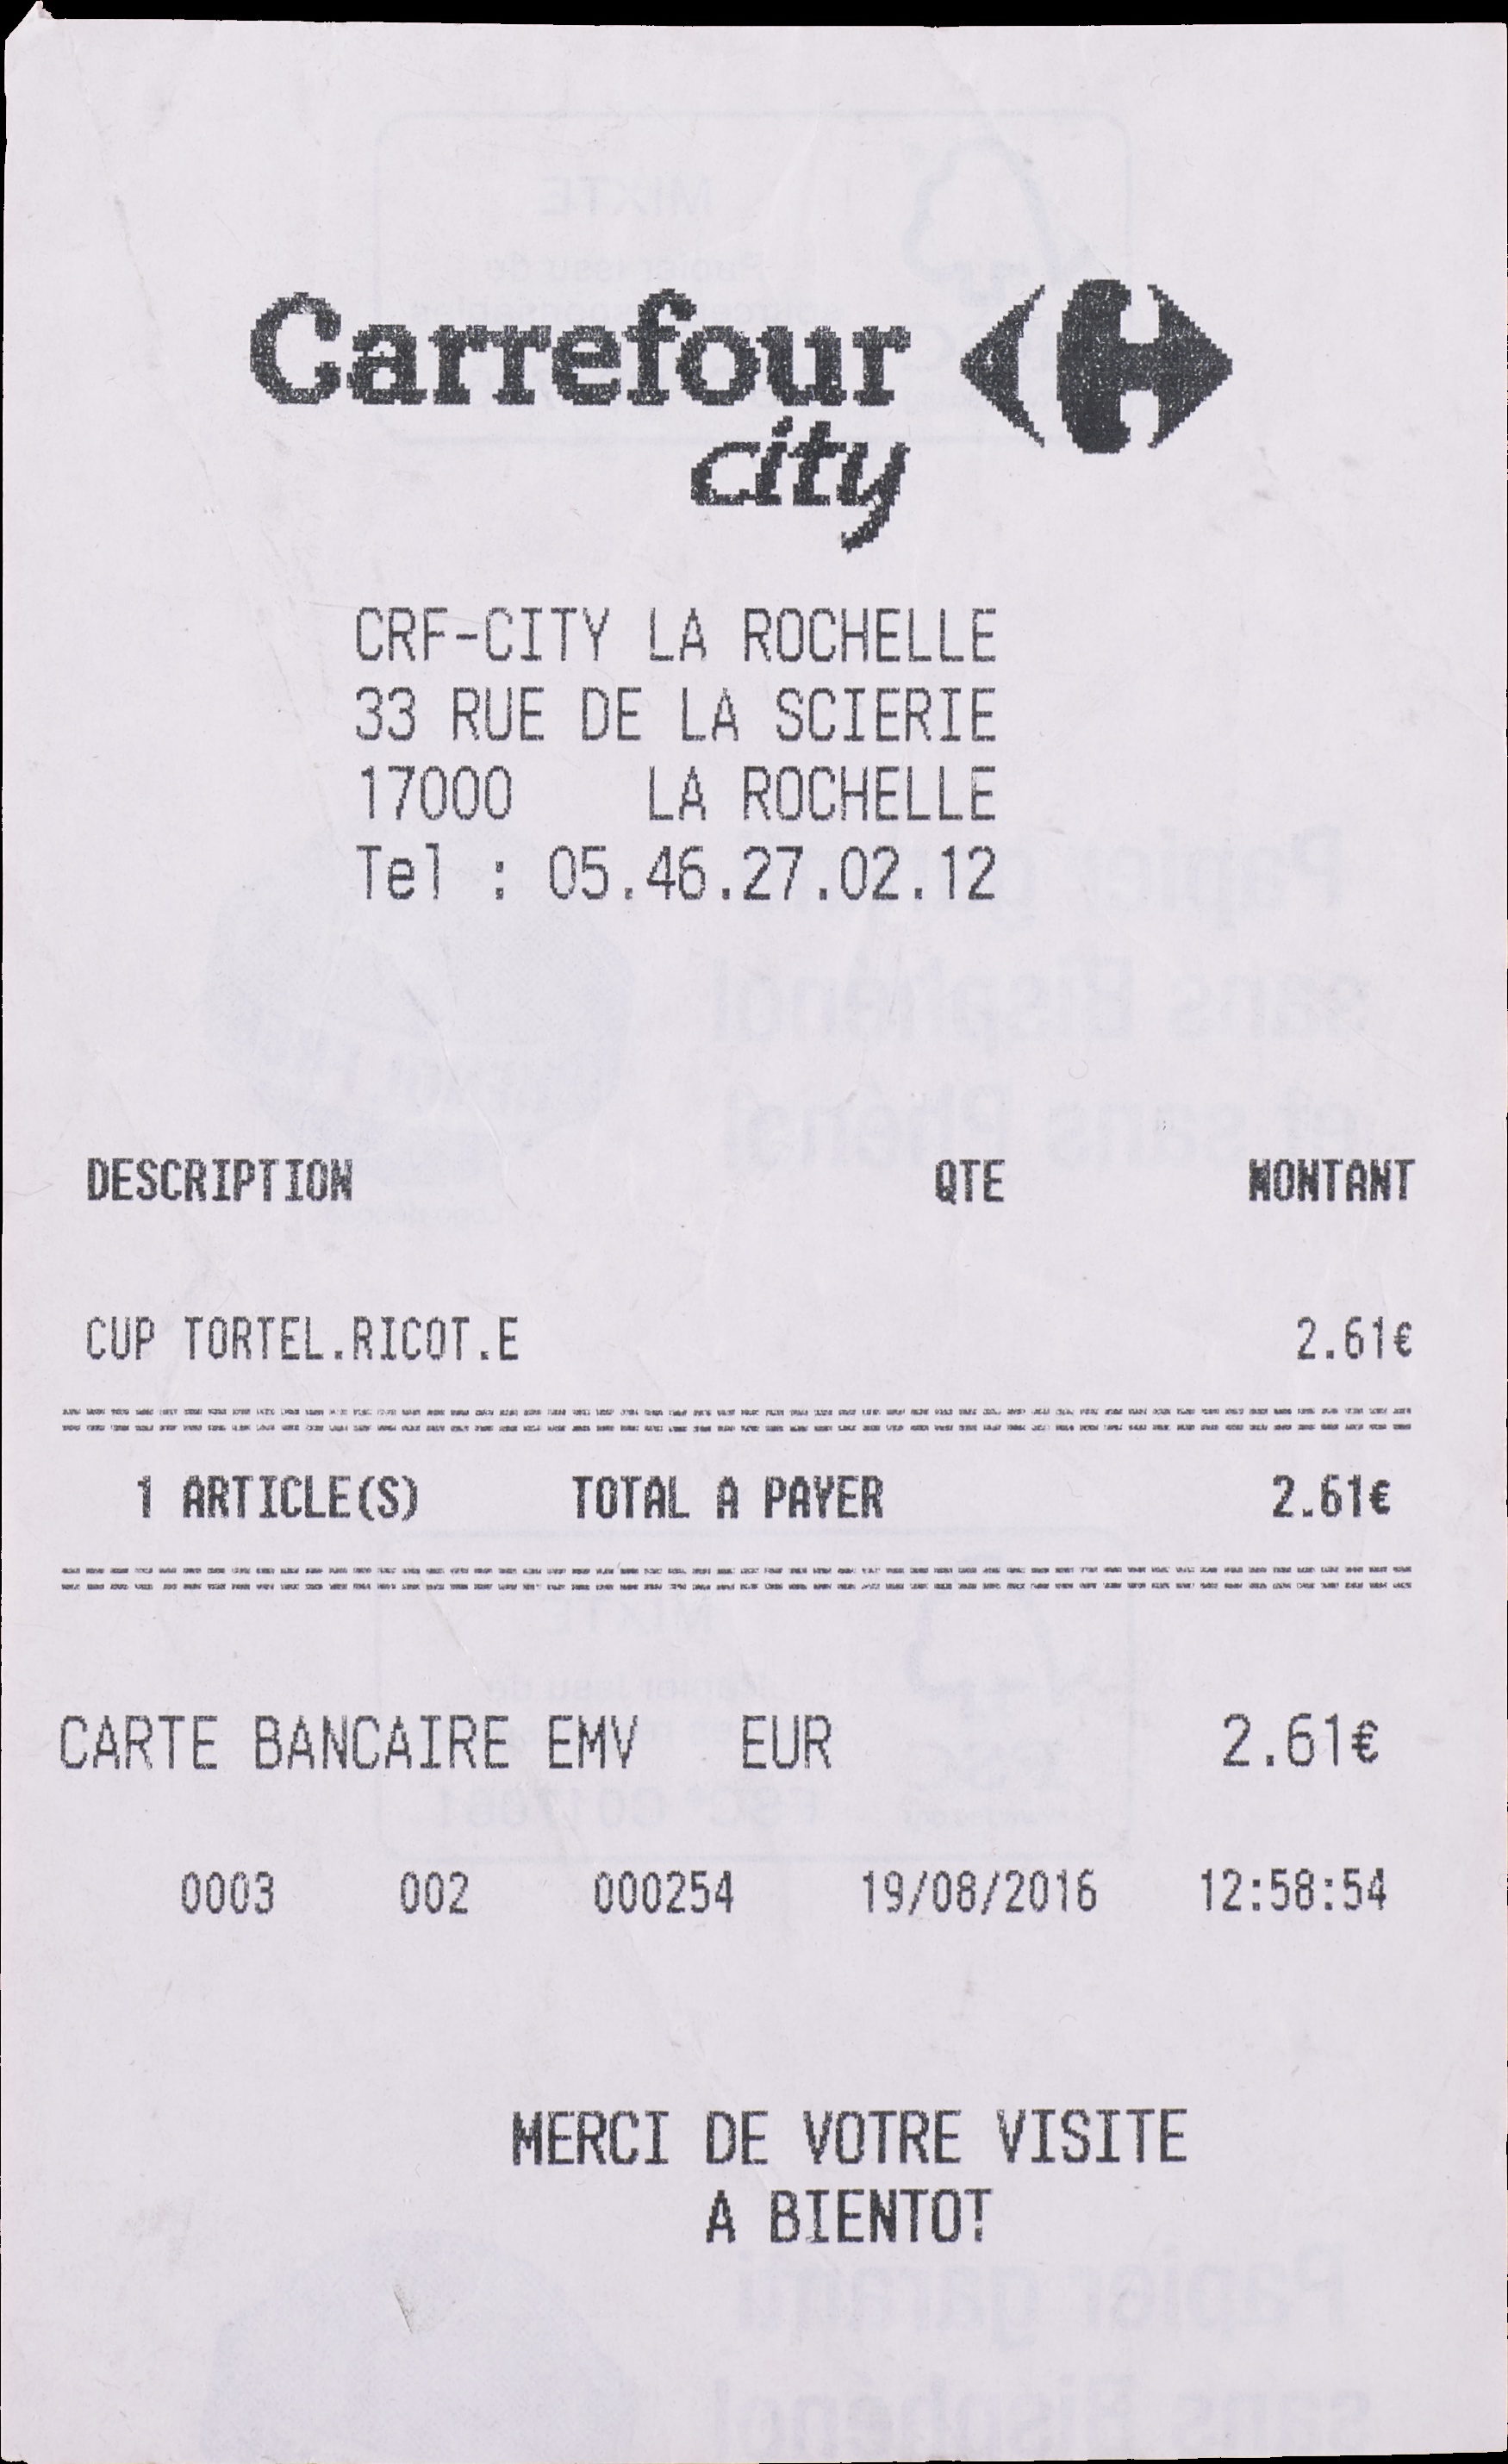 Carrefour
city
CRF-CITY LA ROCHELLE
33 RUE DE LA SCIERIE
17000 LA ROCHELLE
Tel : 05.46.27.02.12
DESCRIPTION QTE MONTANT
CUP TORTEL.RICOT.E 2.61€
1 ARTICLE(S) TOTAL A PAYER 2.61€
CARTE BANCAIRE EMV EUR 2.61€
0003 002 000254 19/08/2016 12:58:54
MERCI DE VOTRE VISITE
A BIENTOT